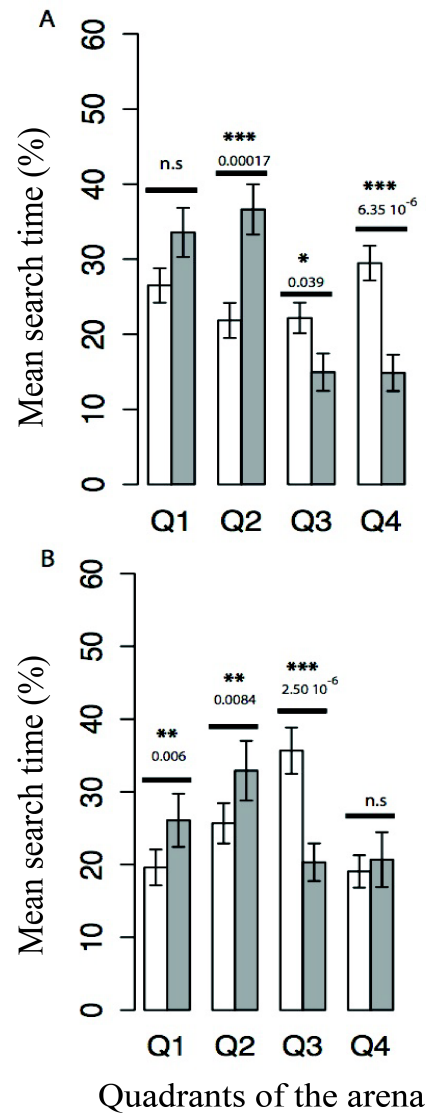 A
Mean search time (%)
60
50
40
30
20
10
0
n.s
***
0.00017
*
0.039
***
6.35 10-6
Q1 Q2 Q3 Q4
B
Mean search time (%)
60
50
40
30
20
10
0
**
0.006
**
0.0084
***
2.50 10-6
n.s
Q1 Q2 Q3 Q4
Quadrants of the arena